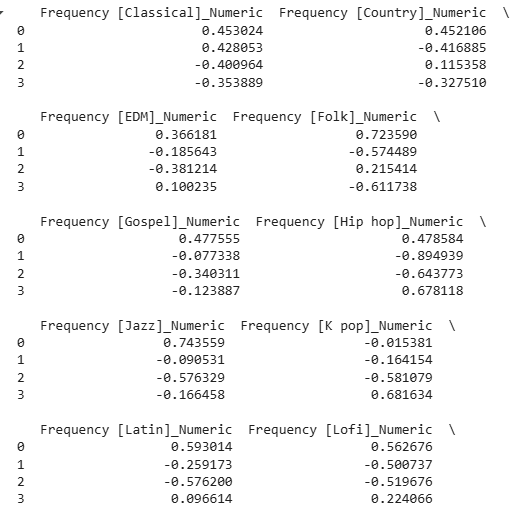 Frequency [Classical]_Numeric  Frequency [Country]_Numeric  \
0                       0.453024                     0.452106
1                       0.428053                    -0.416885
2                      -0.400964                     0.115358
3                      -0.353889                    -0.327510
Frequency [EDM]_Numeric  Frequency [Folk]_Numeric  \
0                 0.366181                  0.723590
1                -0.185643                 -0.574489
2                -0.381214                  0.215414
3                 0.100235                 -0.611738
Frequency [Gospel]_Numeric  Frequency [Hip hop]_Numeric  \
0                    0.477555                     0.478584
1                   -0.077338                    -0.894939
2                   -0.340311                    -0.643773
3                   -0.123887                     0.678118
Frequency [Jazz]_Numeric  Frequency [K pop]_Numeric  \
0                  0.743559                  -0.015381
1                 -0.090531                  -0.164154
2                 -0.576329                  -0.581079
3                 -0.166458                   0.681634
Frequency [Latin]_Numeric  Frequency [Lofi]_Numeric  \
0                   0.593014                  0.562676
1                  -0.259173                 -0.500737
2                  -0.576200                 -0.519676
3                   0.096614                  0.224066